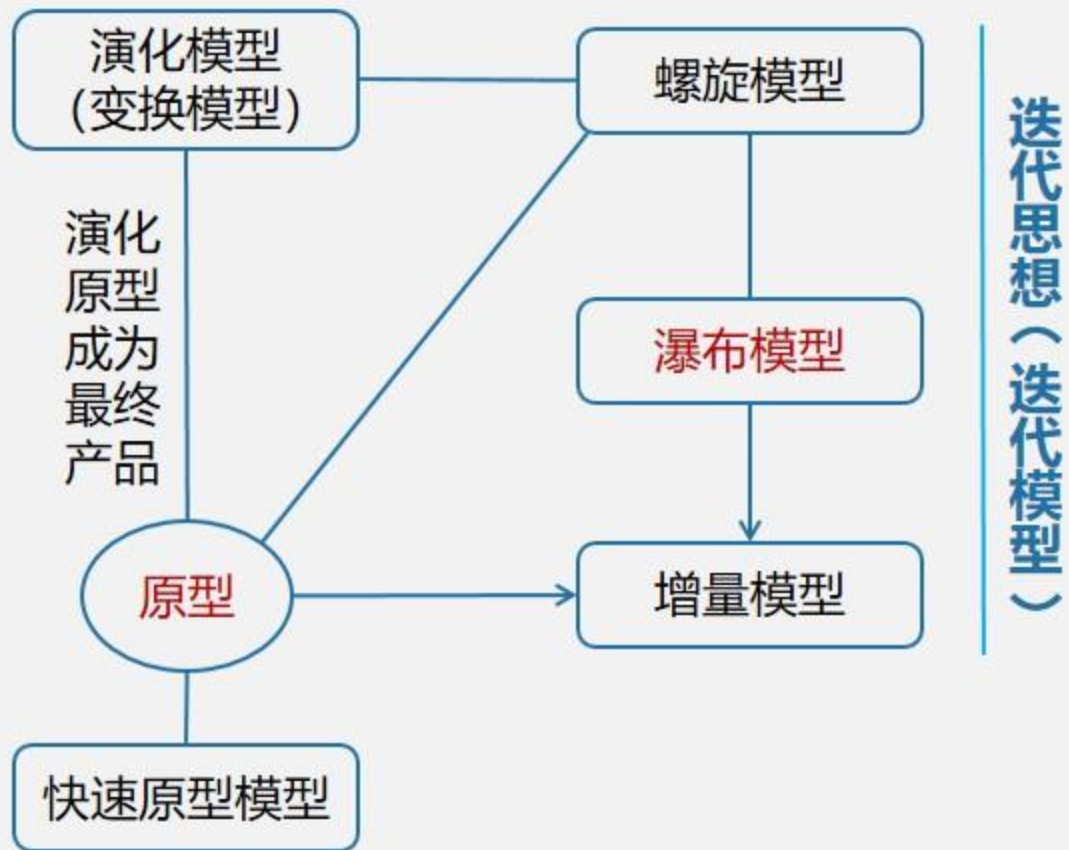 演化模型
(变换模型)
螺旋模型
演化
原型
成为
最终
产品
瀑布模型
原型
增量模型
快速原型模型
迭代思想(迭代模型)